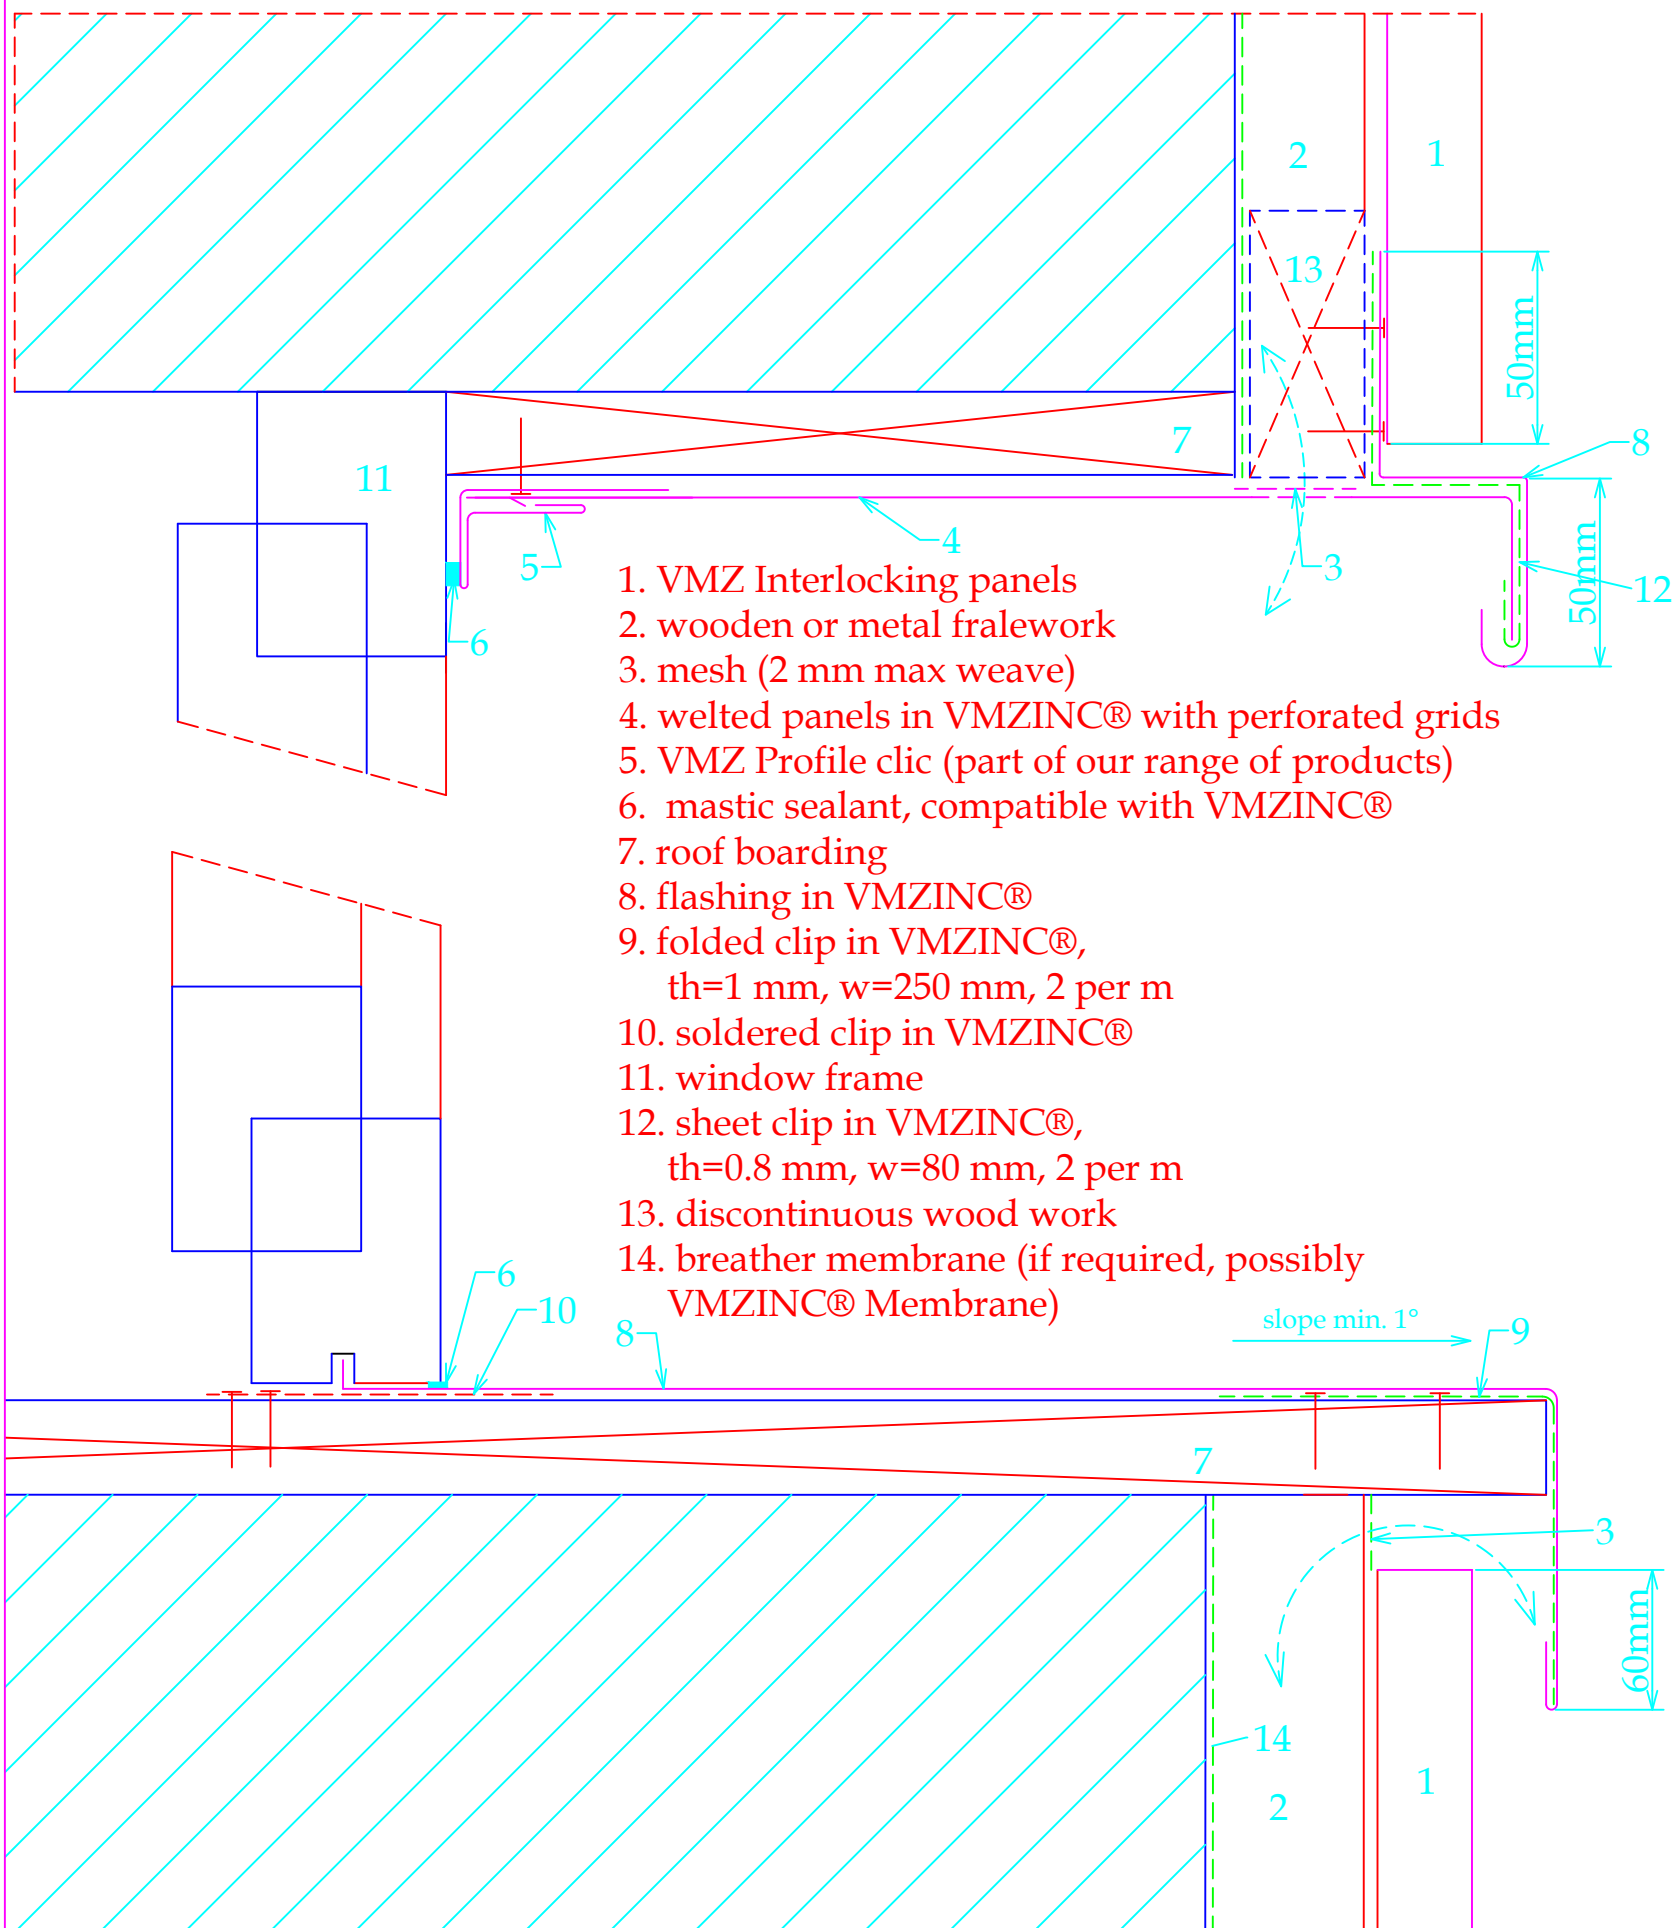 2
1
13
50mm
7
8
11
4
5
3
50mm
12
6
1. VMZ Interlocking panels
2. wooden or metal fralework
3. mesh (2 mm max weave)
4. welted panels in VMZINC® with perforated grids
5. VMZ Profile clic (part of our range of products)
6. mastic sealant, compatible with VMZINC®
7. roof boarding
8. flashing in VMZINC®
9. folded clip in VMZINC®,
th=1 mm, w=250 mm, 2 per m
10. soldered clip in VMZINC®
11. window frame
12. sheet clip in VMZINC®,
th=0.8 mm, w=80 mm, 2 per m
13. discontinuous wood work
14. breather membrane (if required, possibly
VMZINC® Membrane)
6
10
8
slope min. 1°
9
7
3
60mm
14
1
2